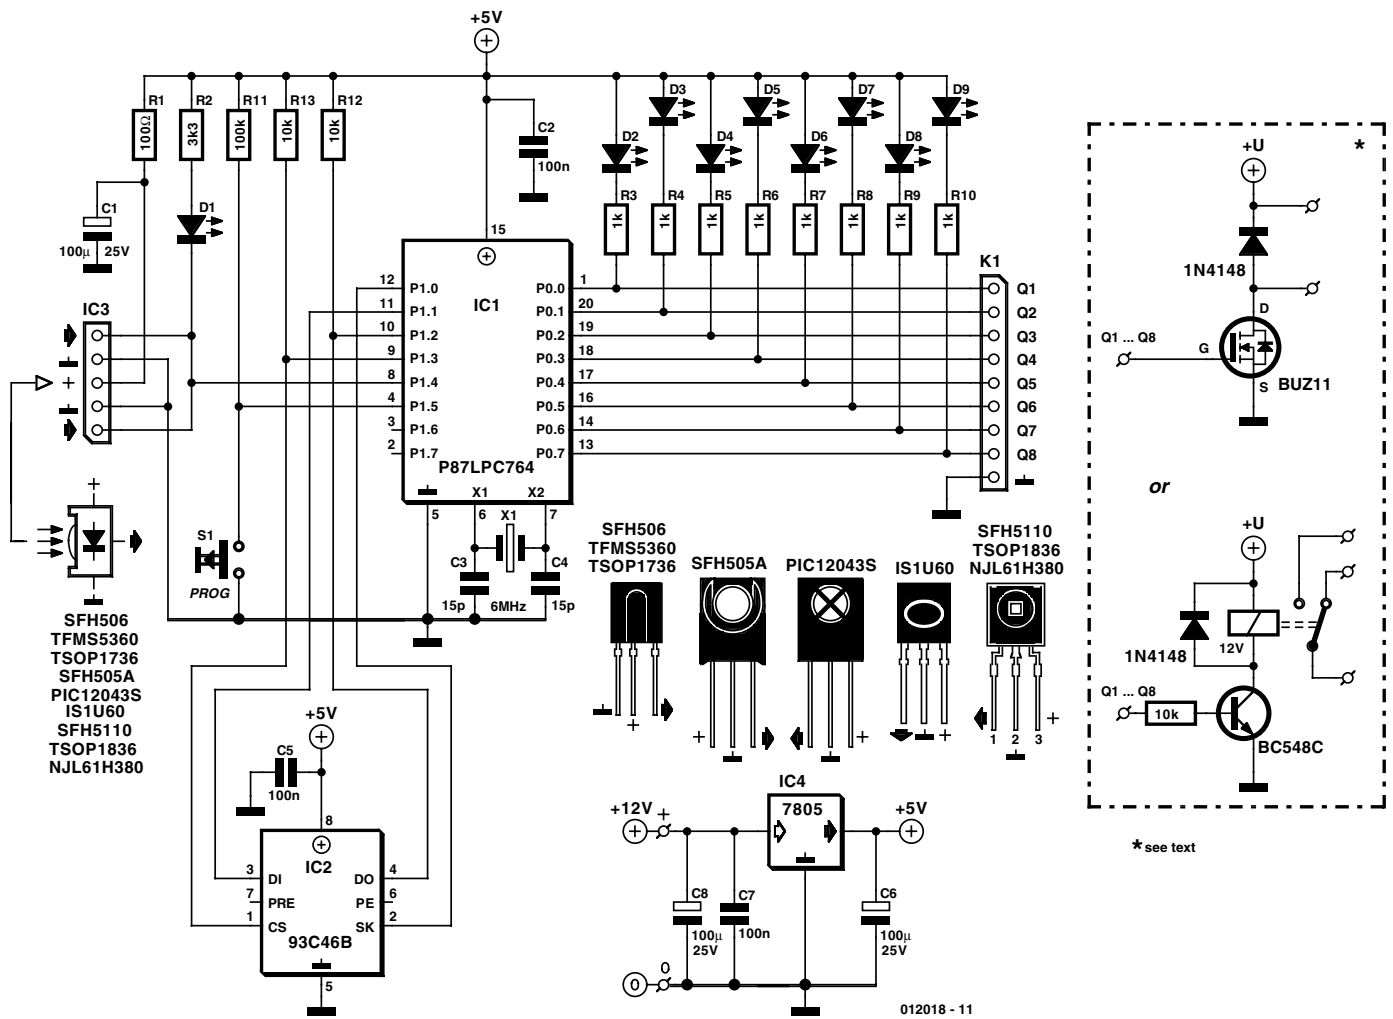 +5V
R1 R2 R11 R13 R12
100Ω 3k3 100k 10k 10k
C2
100n
D3 D5 D7 D9
D2 D4 D6 D8
R3 R4 R5 R6 R7 R8 R9 R10
1k 1k 1k 1k 1k 1k 1k 1k
C1
100µ 25V
D1
IC3
+
15
IC1
12 P1.0 P0.0 1
11 P1.1 P0.1 20
10 P1.2 P0.2 19
9 P1.3 P0.3 18
8 P1.4 P0.4 17
4 P1.5 P0.5 16
3 P1.6 P0.6 14
2 P1.7 P0.7 13
P87LPC764
X1 X2
5 6 7
X1
C3 C4
15p 6MHz 15p
K1
Q1
Q2
Q3
Q4
Q5
Q6
Q7
Q8
S1
PROG
+
SFH506
TFMS5360
TSOP1736
SFH505A
PIC12043S
IS1U60
SFH5110
TSOP1836
NJL61H380
SFH506
TFMS5360
TSOP1736
+
SFH505A
+
PIC12043S
+
IS1U60
+
SFH5110
TSOP1836
NJL61H380
1 2 3
+
+5V
C5
100n
8
IC2
3 DI DO 4
7 PRE PE 6
1 CS SK 2
93C46B
5
IC4
7805
+12V +
+5V
C8 C7 C6
100µ 25V
100n
100µ 25V
0 0
012018 - 11
*
+U
1N4148
D
G
S
Q1 ... Q8
BUZ11
or
+U
1N4148
12V
Q1 ... Q8
10k
BC548C
* see text